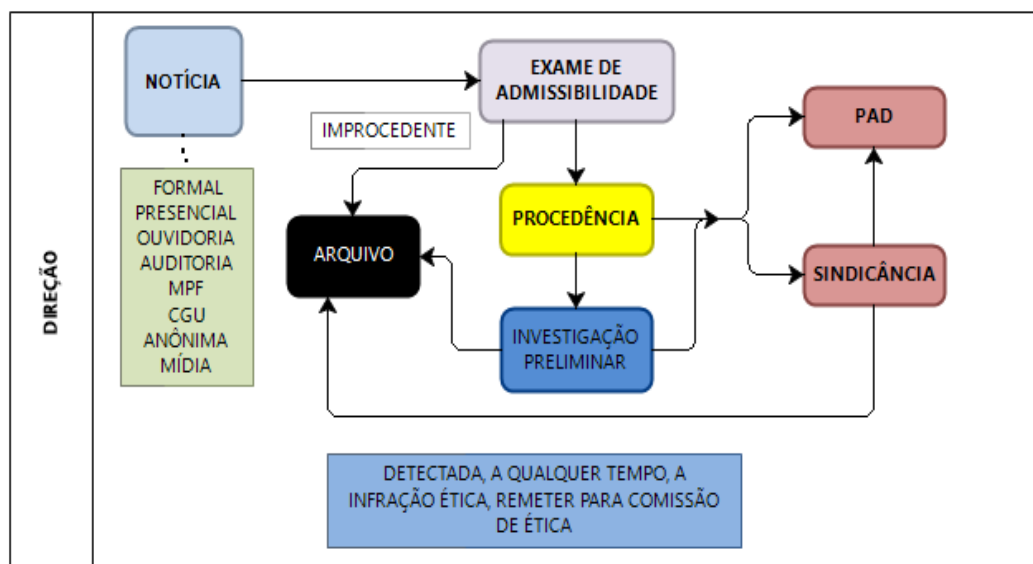 DIREÇÃO
NOTÍCIA
EXAME DE
ADMISSIBILIDADE
PAD
IMPROCEDENTE
FORMAL
PRESENCIAL
OUVIDORIA
AUDITORIA
MPF
CGU
ANÔNIMA
MÍDIA
PROCEDÊNCIA
ARQUIVO
SINDICÂNCIA
INVESTIGAÇÃO
PRELIMINAR
DETECTADA, A QUALQUER TEMPO, A
INFRAÇÃO ÉTICA, REMETER PARA COMISSÃO
DE ÉTICA